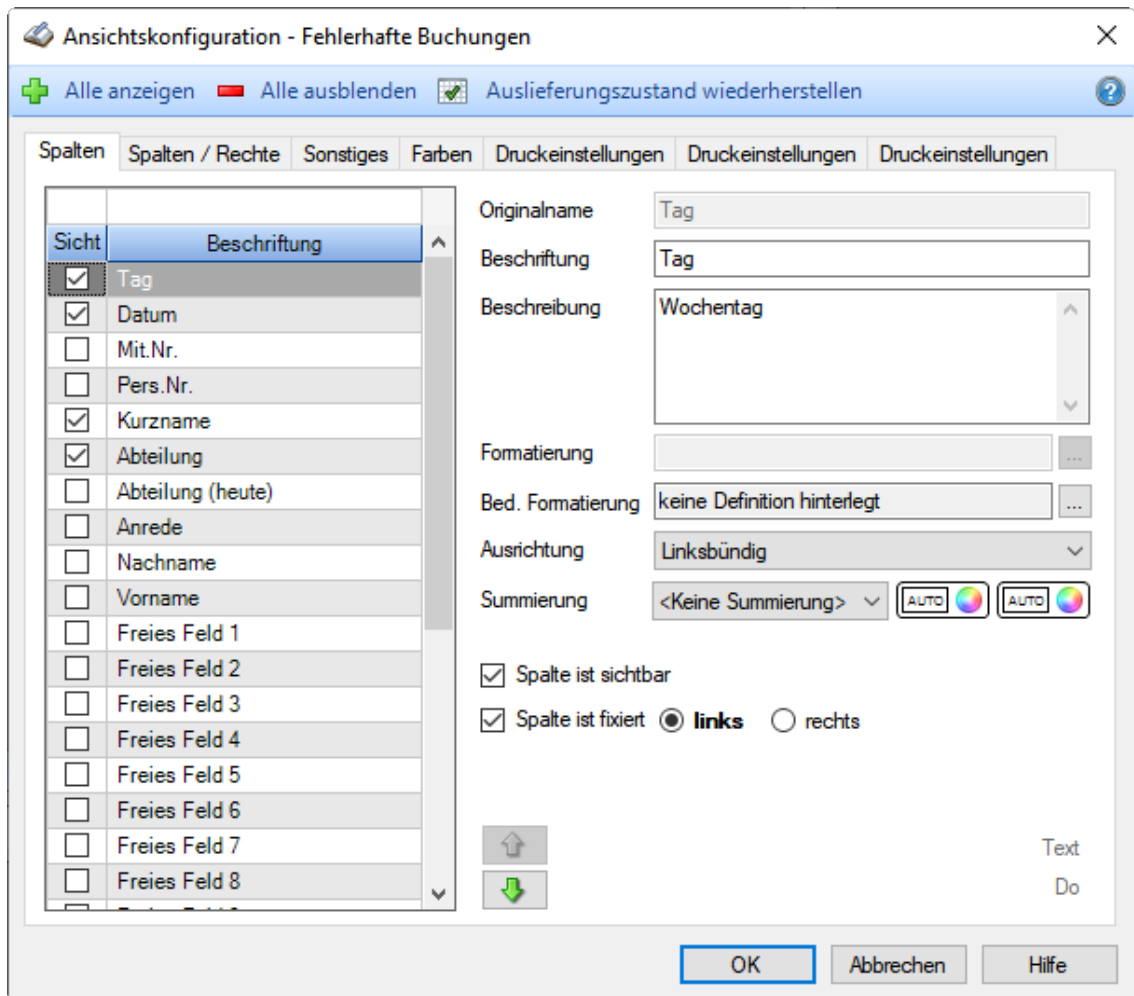 Ansichtskonfiguration - Fehlerhafte Buchungen
Alle anzeigen Alle ausblenden Auslieferungszustand wiederherstellen ?
Spalten Spalten / Rechte Sonstiges Farben Druckeinstellungen Druckeinstellungen Druckeinstellungen
Sicht Beschriftung
Tag
Datum
Mit.Nr.
Pers.Nr.
Kurzname
Abteilung
Abteilung (heute)
Anrede
Nachname
Vorname
Freies Feld 1
Freies Feld 2
Freies Feld 3
Freies Feld 4
Freies Feld 5
Freies Feld 6
Freies Feld 7
Freies Feld 8
Originalname Tag
Beschriftung Tag
Beschreibung Wochentag
Formatierung ...
Bed. Formatierung keine Definition hinterlegt ...
Ausrichtung Linksbündig
Summierung <Keine Summierung> AUTO AUTO
Spalte ist sichtbar
Spalte ist fixiert links rechts
Text
Do
OK Abbrechen Hilfe